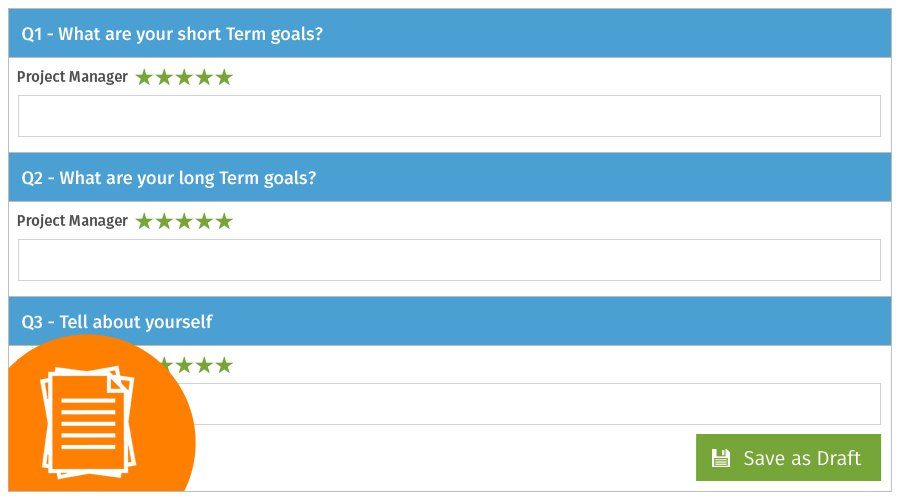 Q1 - What are your short Term goals?
Project Manager
Q2 - What are your long Term goals?
Project Manager
Q3 - Tell about yourself
Save as Draft